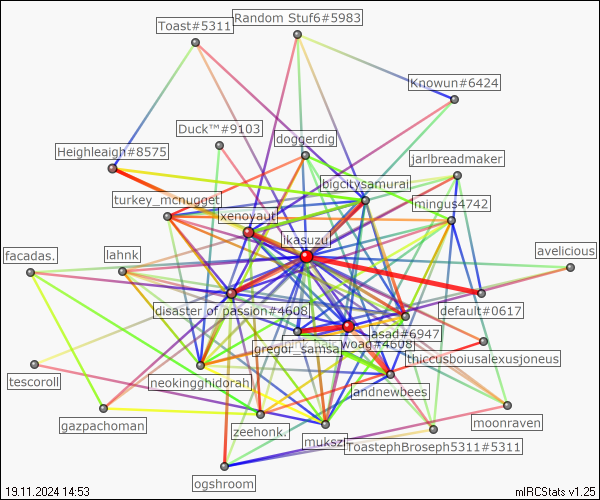 Random Stuf6#5983
Toast#5311
Knowun#6424
Duck™#9103
doggerdig
Heighleaigh#8575
jarlbreadmaker
bigcitysamurai
turkey_mcnugget
mingus4742
xenoyaut
ikasuzu
facadas.
lahnk
avelicious
disaster of passion#4608
default#0617
asad#6947
woag#4608
gregor_samsa
thiccusboiusalexusjoneus
tescoroll
neokingghidorah
andnewbees
gazpachoman
moonraven
zeehonk.
muksz
ToastephBroseph5311#5311
ogshroom
19.11.2024 14:53
mIRCStats v1.25